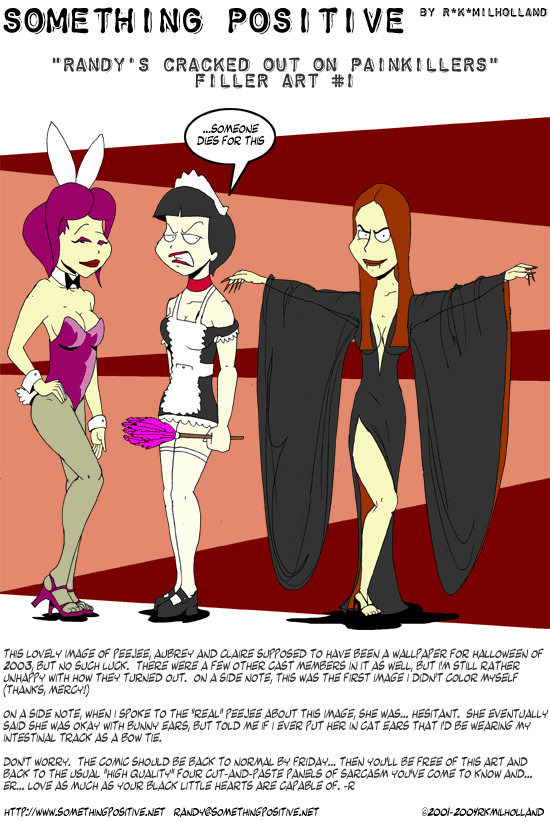 SOMETHING POSITIVE BY R*K*MILHOLLAND
"RANDY'S CRACKED OUT ON PAINKILLERS"
FILLER ART #1
...SOMEONE
DIES FOR THIS
THIS LOVELY IMAGE OF PEEJEE, AUBREY AND CLAIRE SUPPOSED TO HAVE BEEN A WALLPAPER FOR HALLOWEEN OF
2003, BUT NO SUCH LUCK. THERE WERE A FEW OTHER CAST MEMBERS IN IT AS WELL, BUT I'M STILL RATHER
UNHAPPY WITH HOW THEY TURNED OUT. ON A SIDE NOTE, THIS WAS THE FIRST IMAGE I DIDN'T COLOR MYSELF
(THANKS, MERCY!)
ON A SIDE NOTE, WHEN I SPOKE TO THE "REAL" PEEJEE ABOUT THIS IMAGE, SHE WAS... HESITANT. SHE EVENTUALLY
SAID SHE WAS OKAY WITH BUNNY EARS, BUT TOLD ME IF I EVER PUT HER IN CAT EARS THAT I'D BE WEARING MY
INTESTINAL TRACK AS A BOW TIE.
DON'T WORRY. THE COMIC SHOULD BE BACK TO NORMAL BY FRIDAY... THEN YOU'LL BE FREE OF THIS ART AND
BACK TO THE USUAL "HIGH QUALITY" FOUR CUT-AND-PASTE PANELS OF SARCASM YOU'VE COME TO KNOW AND...
ER... LOVE AS MUCH AS YOUR BLACK LITTLE HEARTS ARE CAPABLE OF. -R
HTTP://WWW.SOMETHINGPOSITIVE.NET RANDY@SOMETHINGPOSITIVE.NET ©2001-2004RKMILHOLLAND